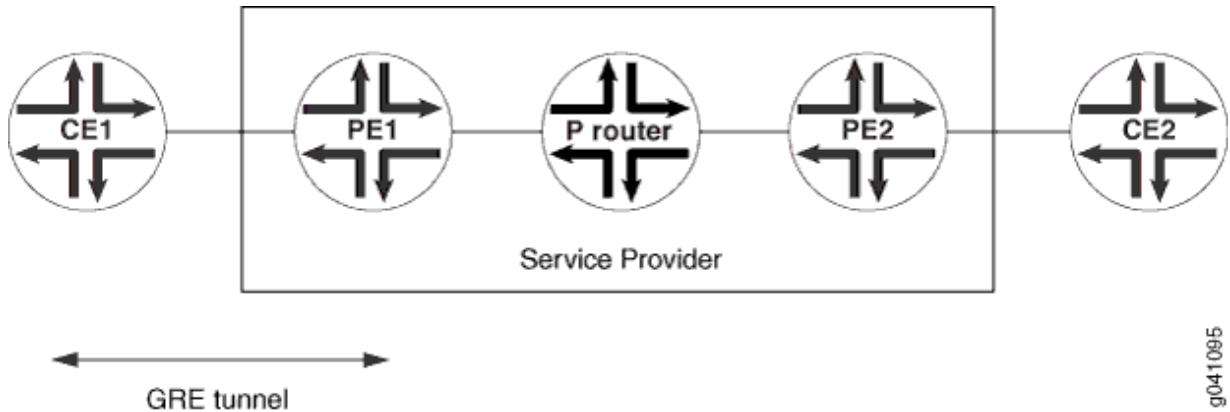 CE1
PE1
P router
PE2
CE2
Service Provider
GRE tunnel
g041095